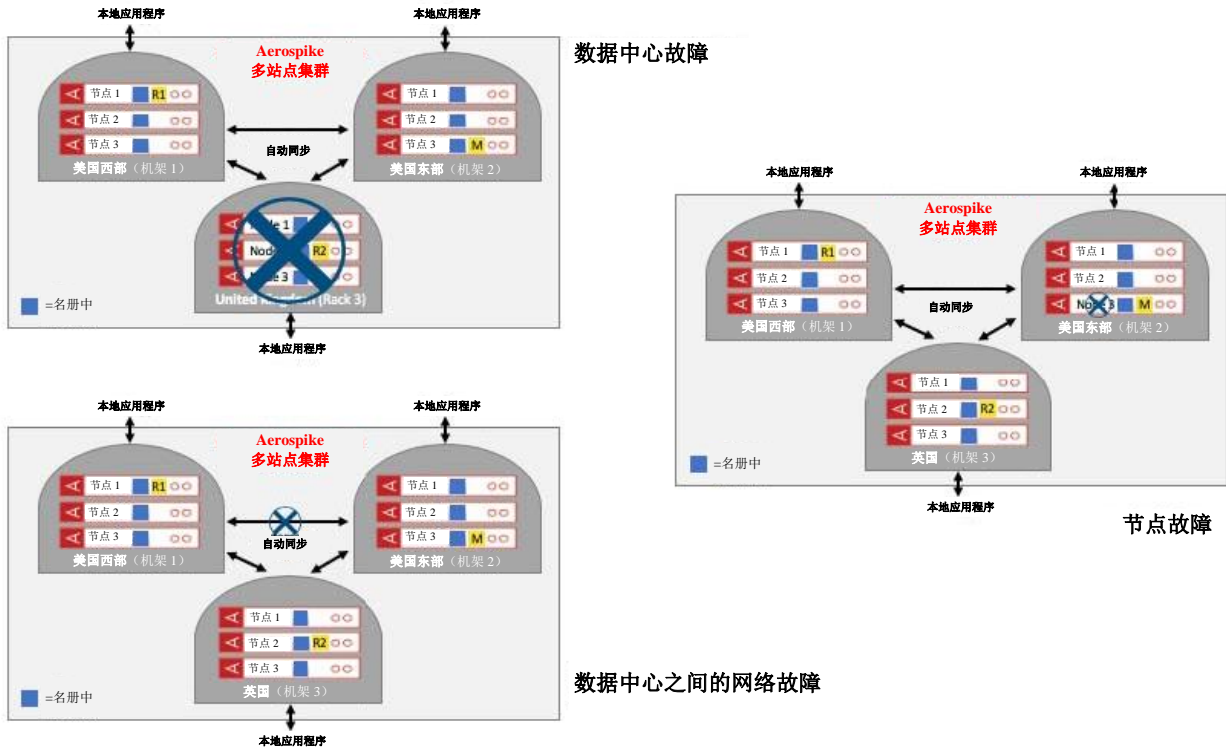 本地应用程序
本地应用程序
Aerospike
多站点集群
节点 1 R1
节点 2
节点 3
美国西部（机架 1）
节点 1
节点 2
节点 3 M
美国东部（机架 2）
自动同步
Node
R2
3
United Kingdom (Rack 3)
=名册中
本地应用程序
数据中心故障
本地应用程序
本地应用程序
Aerospike
多站点集群
节点 1 R1
节点 2
节点 3
美国西部（机架 1）
节点 1
节点 2
Node 3 M
美国东部（机架 2）
自动同步
节点 1
节点 2 R2
节点 3
英国（机架 3）
=名册中
本地应用程序
节点故障
本地应用程序
本地应用程序
Aerospike
多站点集群
节点 1 R1
节点 2
节点 3
美国西部（机架 1）
节点 1
节点 2
节点 3 M
美国东部（机架 2）
自动同步
节点 1
节点 2 R2
节点 3
英国（机架 3）
=名册中
本地应用程序
数据中心之间的网络故障